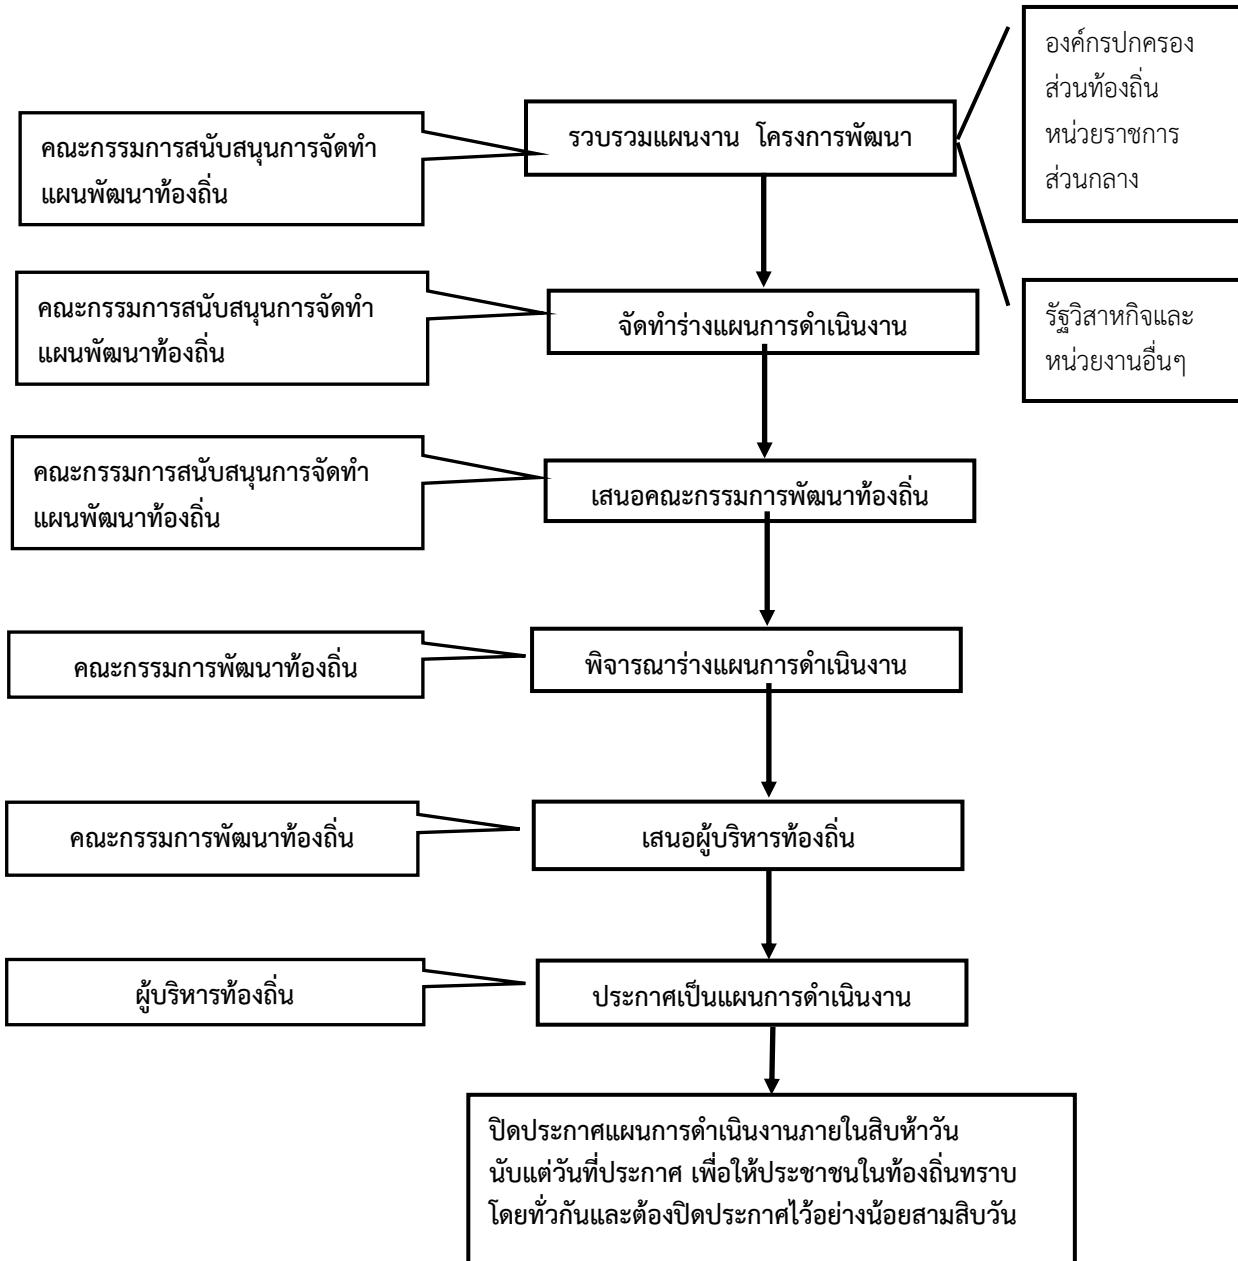 องค์กรปกครอง
ส่วนท้องถิ่น
หน่วยราชการ
ส่วนกลาง
คณะกรรมการสนับสนุนการจัดทำ
แผนพัฒนาท้องถิ่น
รวบรวมแผนงาน โครงการพัฒนา
คณะกรรมการสนับสนุนการจัดทำ
แผนพัฒนาท้องถิ่น
จัดทำร่างแผนการดำเนินงาน
รัฐวิสาหกิจและ
หน่วยงานอื่นๆ
คณะกรรมการสนับสนุนการจัดทำ
แผนพัฒนาท้องถิ่น
เสนอคณะกรรมการพัฒนาท้องถิ่น
คณะกรรมการพัฒนาท้องถิ่น
พิจารณาร่างแผนการดำเนินงาน
คณะกรรมการพัฒนาท้องถิ่น
เสนอผู้บริหารท้องถิ่น
ผู้บริหารท้องถิ่น
ประกาศเป็นแผนการดำเนินงาน
ปิดประกาศแผนการดำเนินงานภายในสิบห้าวัน
นับแต่วันที่ประกาศ เพื่อให้ประชาชนในท้องถิ่นทราบ
โดยทั่วกันและต้องปิดประกาศไว้อย่างน้อยสามสิบวัน